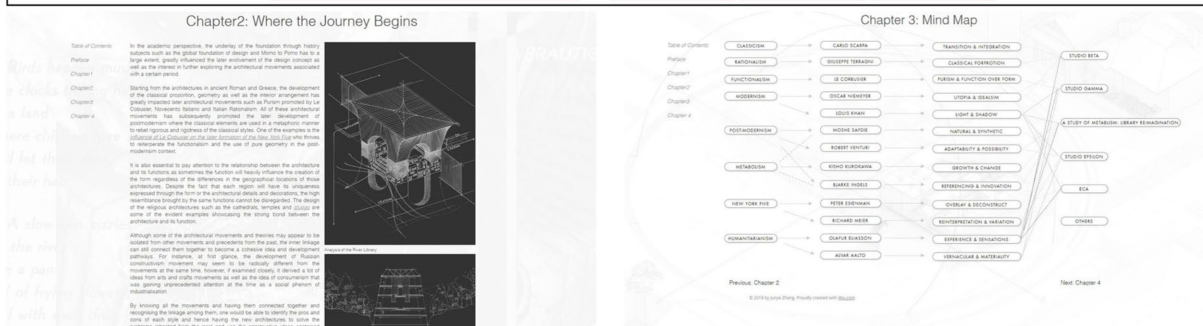 Chapter2: Where the Journey Begins
Table of Contents
Preface
Chapter1
Chapter2
Chapter3
Chapter 4
In the academic perspective, the underlay of the foundation through history
subjects such as the global foundation of design and Momo to Pomo has to a
large extent, greatly influenced the later evolvement of the design concept as
well as the interest in further exploring the architectural movements associated
with a certain period.
Starting from the architectures in ancient Roman and Greece, the development
of the classical proportion, geometry as well as the interior arrangement has
greatly impacted later architectural movements such as Purism promoted by Le
Cobusier, Novecento Italiano and Italian Rationalism. All of these architectural
movements has subsequently promoted the later development of
postmodernism where the classical elements are used in a metaphoric manner
to rebel rigorous and rigidness of the classical styles. One of the examples is the
influence of Le Cobusier on the later formation of the New York Five who thrives
to reiterperate the functionalism and the use of pure geometry in the post-
modernism context.
It is also essential to pay attention to the relationship between the architecture
and its functions as sometimes the function will heavily influence the creation of
the form regardless of the differences in the geographical locations of those
architectures. Despite the fact that each region will have its uniqueness
expressed through the form or the architectural details and decorations, the high
resemblance brought by the same functions cannot be disregarded. The design
of the religious architectures such as the cathedrals, temples and
some of the evident examples showcasing the strong bond between the
architecture and its function.
Although some of the architectural movements and theories may appear to be
isolated from other movements and precedents from the past, the inner linkage
can still connect them together to become a cohesive idea and development
pathways. For instance, at first glance, the development of Russian
constructivism movement may seem to be radically different from the
movements at the same time, however, if examined closely, it derived a lot of
ideas from arts and crafts movements as well as the idea of consumerism that
was gaining unprecedented attention at the time as a social phenom of
industrialisation.
By knowing all the movements and having them connected together and
recognising the linkage among them, one would be able to identify the pros and
cons of each style and hence having the new architectures to solve the
Analysis of the River Library
Chapter 3: Mind Map
Table of Contents
Preface
Chapter1
Chapter2
Chapter3
Chapter 4
CLASSICISM
RATIONALISM
FUNCTIONALISM
MODERNISM
POST-MODERNISM
METABOLISM
NEW YORK FIVE
HUMANITARIANISM
CARLO SCARPA
GIUSEPPE TERRAGNI
LE CORBUSIER
OSCAR NIEMEYER
LOUIS KHAN
MOSHE SAFDIE
ROBERT VENTURI
KISHO KUROKAWA
BJARKE INGELS
PETER EISENMAN
RICHARD MEIER
OLAFUR ELIASSON
ALVAR AALTO
TRANSITION & INTEGRATION
CLASSICAL PORPROTION
PURISM & FUNCTION OVER FORM
UTOPIA & IDEALSIM
LIGHT & SHADOW
NATURAL & SYNTHETIC
ADAPTABILITY & POSSIBILITY
GROWTH & CHANGE
REFERENCING & INNOVATION
OVERLAY & DECONSTRUCT
REINTERPRETATION & VARIATION
EXPERIENCE & SENSATIONS
VERNACULAR & MATERIALITY
STUDIO BETA
STUDIO GAMMA
A STUDY OF METABLISM: LIBRARY REIMAGINATION
STUDIO EPSILON
ECA
OTHERS
Previous: Chapter 2
Next: Chapter 4